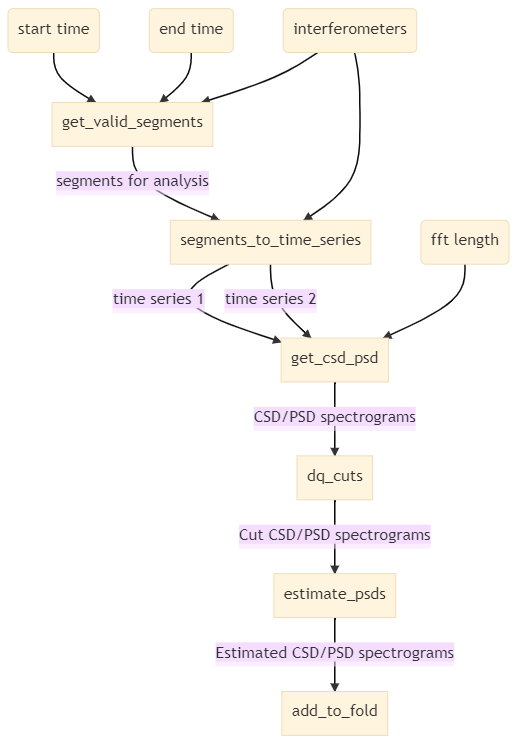 start time
end time
interferometers
get_valid_segments
segments for analysis
segments_to_time_series
fft length
time series 1
time series 2
get_csd_psd
CSD/PSD spectrograms
dq_cuts
Cut CSD/PSD spectrograms
estimate_psds
Estimated CSD/PSD spectrograms
add_to_fold